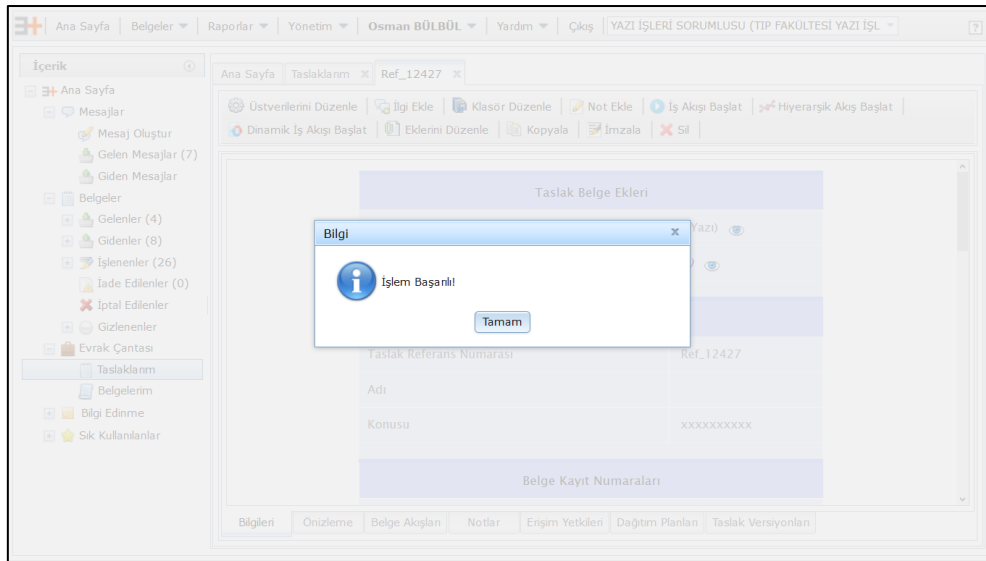 Ana Sayfa Belgeler Raporlar Yönetim Osman BÜLBÜL Yardım Çıkış YAZI İŞLERİ SORUMLUSU (TIP FAKÜLTESİ YAZI İŞL ?
İçerik
Ana Sayfa
Mesajlar
Mesaj Oluştur
Gelen Mesajlar (7)
Giden Mesajlar
Belgeler
Gelenler (4)
Gidenler (8)
İşlenenler (26)
İade Edilenler (0)
İptal Edilenler
Gizlenenler
Evrak Çantası
Taslaklarım
Belgelerim
Bilgi Edinme
Sık Kullanılanlar
Ana Sayfa Taslaklarım x Ref_12427 x
Üstverilerini Düzenle İlgi Ekle Klasör Düzenle Not Ekle İş Akışı Başlat Hiyerarşik Akış Başlat
Dinamik İş Akışı Başlat Eklerini Düzenle Kopyala İmzala Sil
Taslak Belge Ekleri
Yazı)
Bilgi x
İşlem Başarılı!
Tamam
Taslak Referans Numarası Ref_12427
Adı
Konusu xxxxxxxxxx
Belge Kayıt Numaraları
Bilgileri Önizleme Belge Akışları Notlar Erişim Yetkileri Dağıtım Planları Taslak Versiyonları